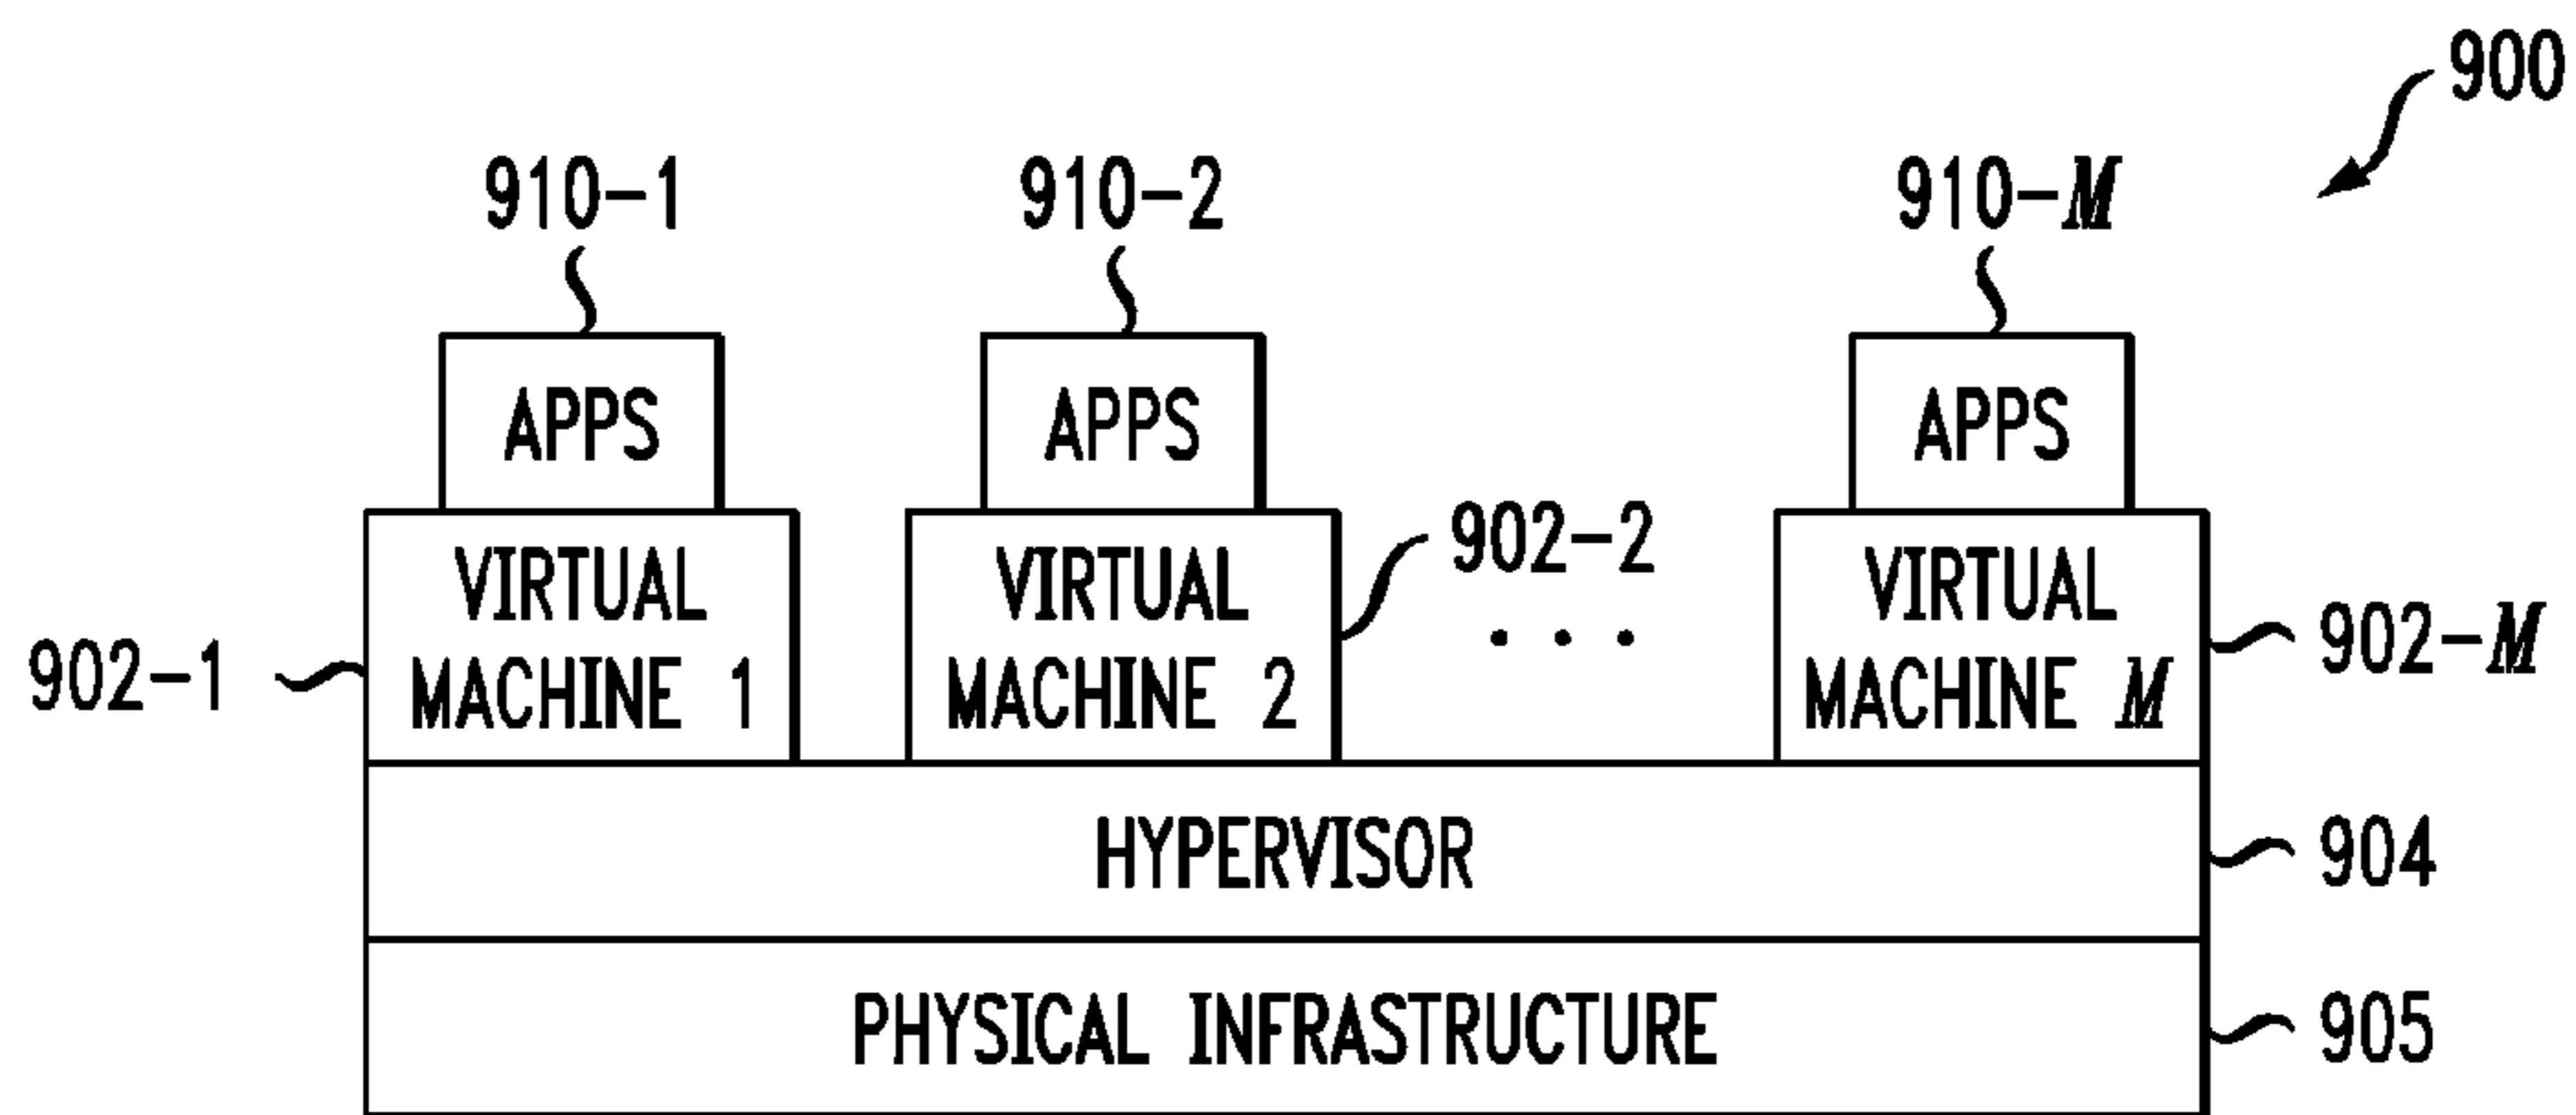 900
910-1 910-2 910-M
APPS APPS APPS
VIRTUAL MACHINE 1
VIRTUAL MACHINE 2
902-2
. . .
VIRTUAL MACHINE M
902-1
902-M
HYPERVISOR
904
PHYSICAL INFRASTRUCTURE
905